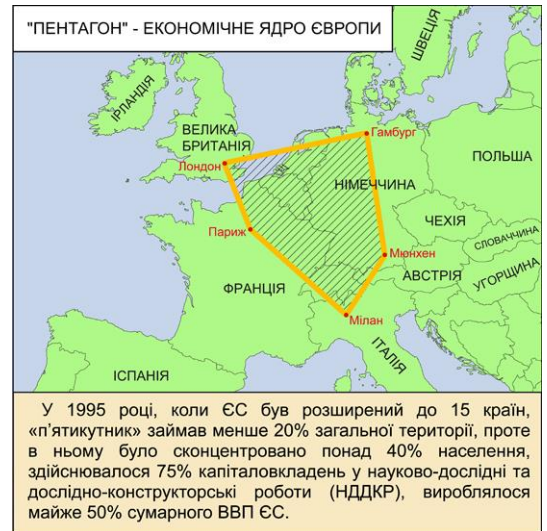 "ПЕНТАГОН" - ЕКОНОМІЧНЕ ЯДРО ЄВРОПИ
ШВЕЦІЯ
ІРЛАНДІЯ
ВЕЛИКА
БРИТАНІЯ
Гамбург
Лондон
ПОЛЬЩА
НІМЕЧЧИНА
ЧЕХІЯ
Париж
СЛОВАЧЧИНА
Мюнхен
АВСТРІЯ
УГОРЩИНА
ФРАНЦІЯ
Мілан
ІТАЛІЯ
ІСПАНІЯ
У 1995 році, коли ЄС був розширений до 15 країн,
«п’ятикутник» займав менше 20% загальної території, проте
в ньому було сконцентровано понад 40% населення,
здійснювалося 75% капіталовкладень у науково-дослідні та
дослідно-конструкторські роботи (НДДКР), вироблялося
майже 50% сумарного ВВП ЄС.